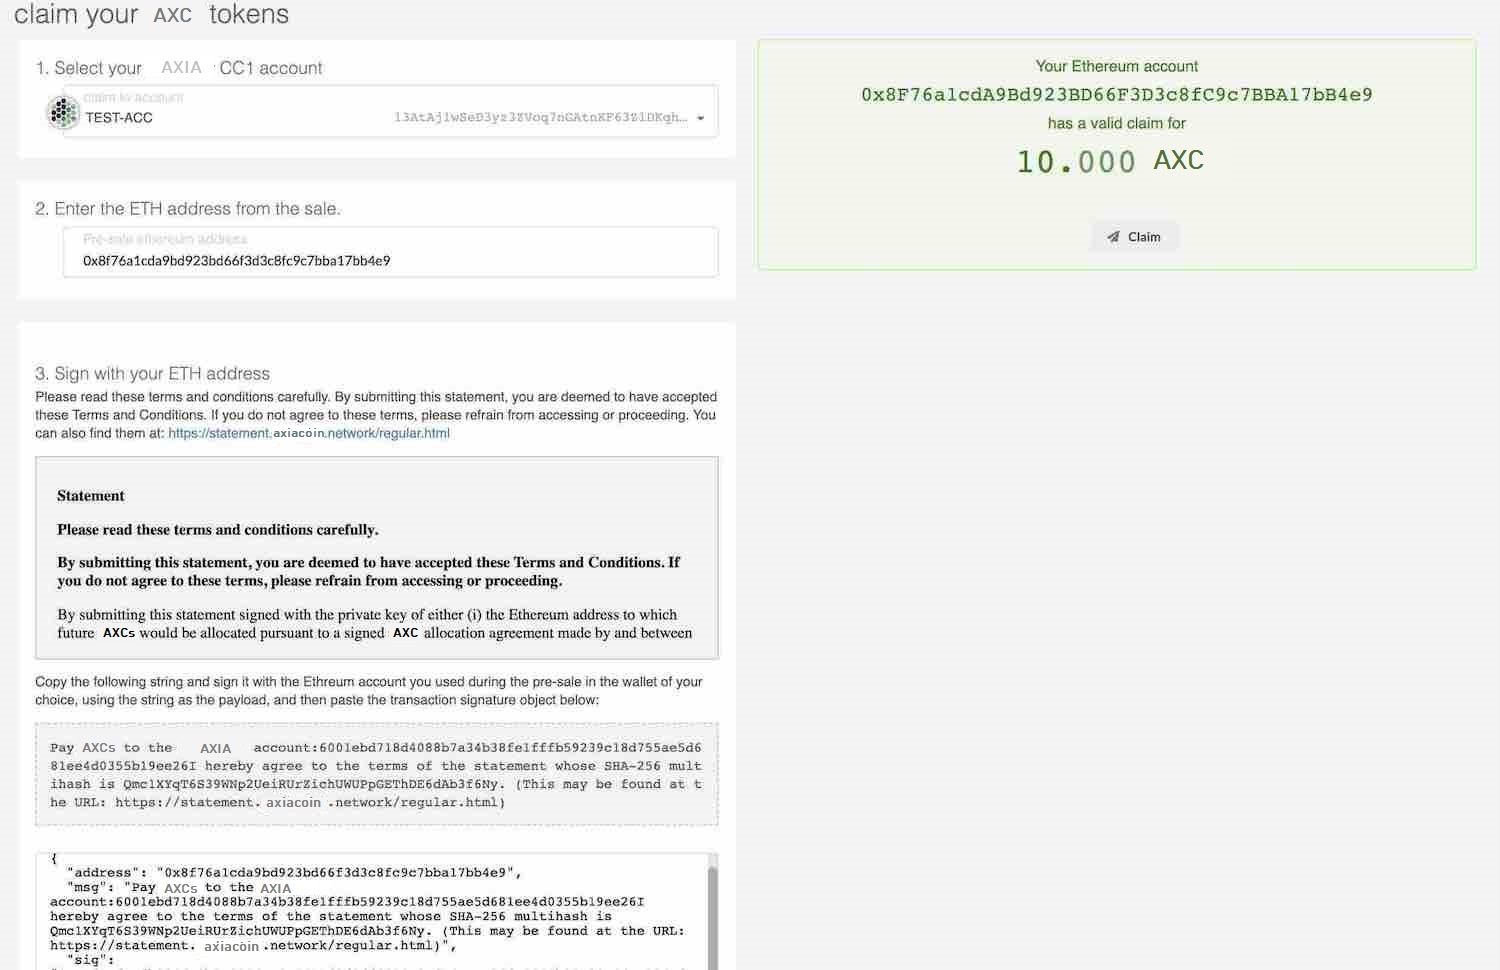 claim your AXC tokens
1. Select your AXIA CC1 account
claim to account
TEST-ACC
13AtAj1wSeD3yz3ZVoq7nGAtnKF63Z1DKgh…
2. Enter the ETH address from the sale.
Pre-sale ethereum address
0x8f76a1cda9bd923bd66f3d3c8fc9c7bba17bb4e9
3. Sign with your ETH address
Please read these terms and conditions carefully. By submitting this statement, you are deemed to have accepted
these Terms and Conditions. If you do not agree to these terms, please refrain from accessing or proceeding. You
can also find them at: https://statement.axiacoin.network/regular.html
Statement
Please read these terms and conditions carefully.
By submitting this statement, you are deemed to have accepted these Terms and Conditions. If
you do not agree to these terms, please refrain from accessing or proceeding.
By submitting this statement signed with the private key of either (i) the Ethereum address to which
future AXCs would be allocated pursuant to a signed AXC allocation agreement made by and between
Copy the following string and sign it with the Ethreum account you used during the pre-sale in the wallet of your
choice, using the string as the payload, and then paste the transaction signature object below:
Pay AXCs to the AXIA account:6001ebd718d4088b7a34b38fe1fffb59239c18d755ae5d6
81ee4d0355b19ee26I hereby agree to the terms of the statement whose SHA-256 mult
ihash is Qmc1XYqT6S39WNp2UeiRUrZichUWUPpGEThDE6dAb3f6Ny. (This may be found at t
he URL: https://statement. axiacoin .network/regular.html)
{
"address": "0x8f76a1cda9bd923bd66f3d3c8fc9c7bba17bb4e9",
"msg": "Pay AXCs to the AXIA
account:6001ebd718d4088b7a34b38fe1fffb59239c18d755ae5d681ee4d0355b19ee26I
hereby agree to the terms of the statement whose SHA-256 multihash is
Qmc1XYqT6S39WNp2UeiRUrZichUWUPpGEThDE6dAb3f6Ny. (This may be found at the URL:
https://statement. axiacoin .network/regular.html)",
"sig":
Your Ethereum account
0x8F76a1cdA9Bd923BD66F3D3c8fC9c7BBA17bB4e9
has a valid claim for
10.000 AXC
Claim